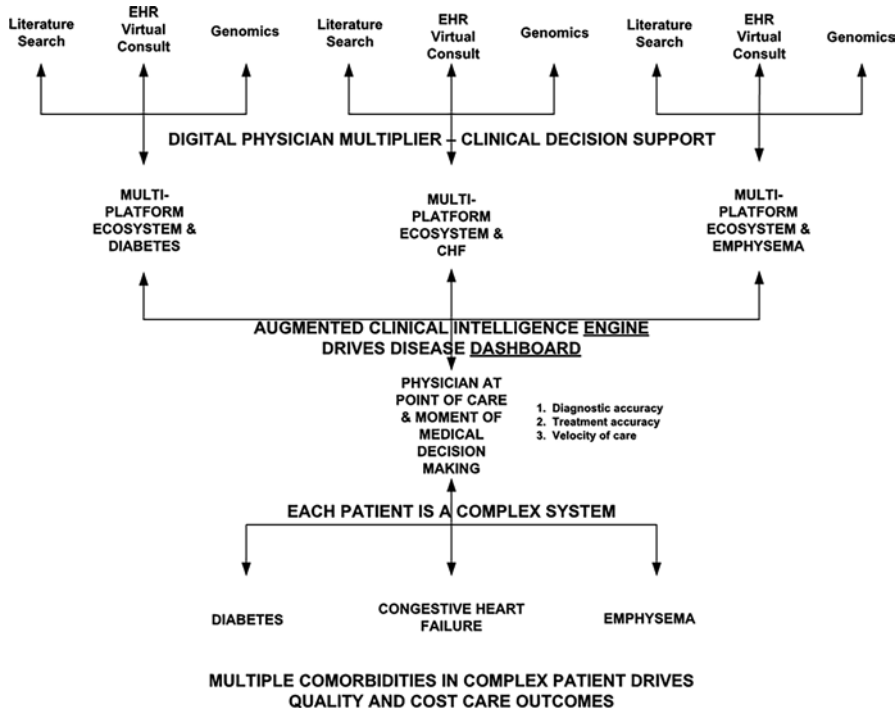 Literature
Search
EHR
Virtual
Consult
Genomics
Literature
Search
EHR
Virtual
Consult
Genomics
Literature
Search
EHR
Virtual
Consult
Genomics
DIGITAL PHYSICIAN MULTIPLIER – CLINICAL DECISION SUPPORT
MULTI-
PLATFORM
ECOSYSTEM &
DIABETES
MULTI-
PLATFORM
ECOSYSTEM &
CHF
MULTI-
PLATFORM
ECOSYSTEM &
EMPHYSEMA
AUGMENTED CLINICAL INTELLIGENCE ENGINE
DRIVES DISEASE DASHBOARD
PHYSICIAN AT
POINT OF CARE
& MOMENT OF
MEDICAL
DECISION
MAKING
1. Diagnostic accuracy
2. Treatment accuracy
3. Velocity of care
EACH PATIENT IS A COMPLEX SYSTEM
DIABETES
CONGESTIVE HEART
FAILURE
EMPHYSEMA
MULTIPLE COMORBIDITIES IN COMPLEX PATIENT DRIVES
QUALITY AND COST CARE OUTCOMES